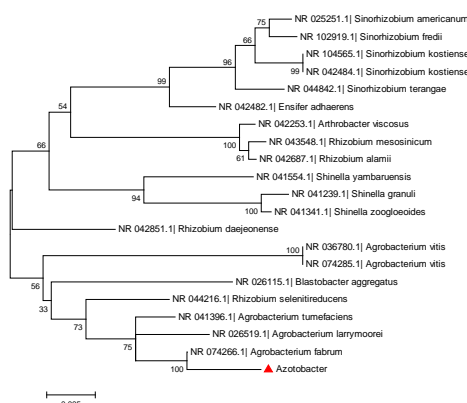 NR 025251.1| Sinorhizobium americanum
75
NR 102919.1| Sinorhizobium fredii
66
NR 104565.1| Sinorhizobium kostiense
96
99
NR 042484.1| Sinorhizobium kostiense
99
NR 044842.1| Sinorhizobium terangae
54
NR 042482.1| Ensifer adhaerens
NR 042253.1| Arthrobacter viscosus
100
NR 043548.1| Rhizobium mesosinicum
66
61
NR 042687.1| Rhizobium alamii
NR 041554.1| Shinella yambaruensis
94
NR 041239.1| Shinella granuli
100
NR 041341.1| Shinella zoogloeoides
NR 042851.1| Rhizobium daejeonense
100
NR 036780.1| Agrobacterium vitis
NR 074285.1| Agrobacterium vitis
56
NR 026115.1| Blastobacter aggregatus
33
NR 044216.1| Rhizobium selenitireducens
73
NR 041396.1| Agrobacterium tumefaciens
NR 026519.1| Agrobacterium larrymoorei
75
NR 074266.1| Agrobacterium fabrum
100
Azotobacter